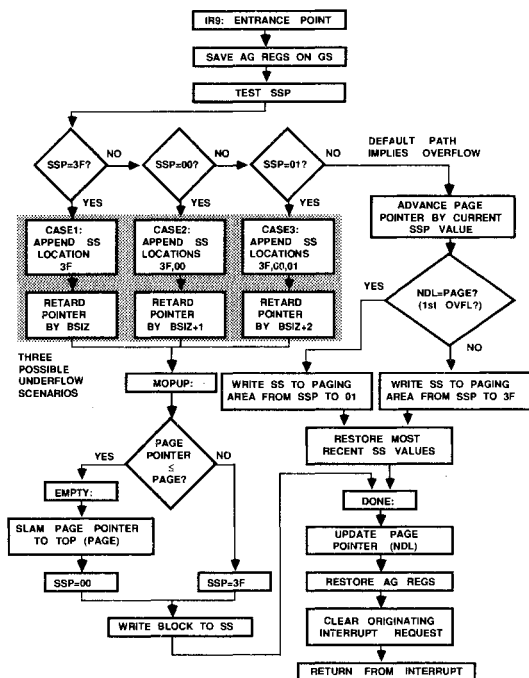 IR9: ENTRANCE POINT
SAVE AG REGS ON GS
TEST SSP
SSP=3F?
NO
SSP=00?
NO
SSP=01?
NO
DEFAULT PATH
IMPLIES OVERFLOW
YES
YES
YES
CASE1:
APPEND SS
LOCATION
3F
CASE2:
APPEND SS
LOCATIONS
3F,00
CASE3:
APPEND SS
LOCATIONS
3F,00,01
ADVANCE PAGE
POINTER BY CURRENT
SSP VALUE
RETARD
POINTER
BY BSIZ
RETARD
POINTER
BY BSIZ+1
RETARD
POINTER
BY BSIZ+2
YES
NDL=PAGE?
(1st OVFL?)
NO
THREE
POSSIBLE
UNDERFLOW
SCENARIOS
MOPUP:
WRITE SS TO PAGING
AREA FROM SSP TO 01
WRITE SS TO PAGING
AREA FROM SSP TO 3F
YES
PAGE
POINTER
≤
PAGE?
NO
RESTORE MOST
RECENT SS VALUES
EMPTY:
DONE:
SLAM PAGE POINTER
TO TOP (PAGE)
UPDATE PAGE
POINTER (NDL)
SSP=00
SSP=3F
RESTORE AG REGS
WRITE BLOCK TO SS
CLEAR ORIGINATING
INTERRUPT REQUEST
RETURN FROM INTERRUPT